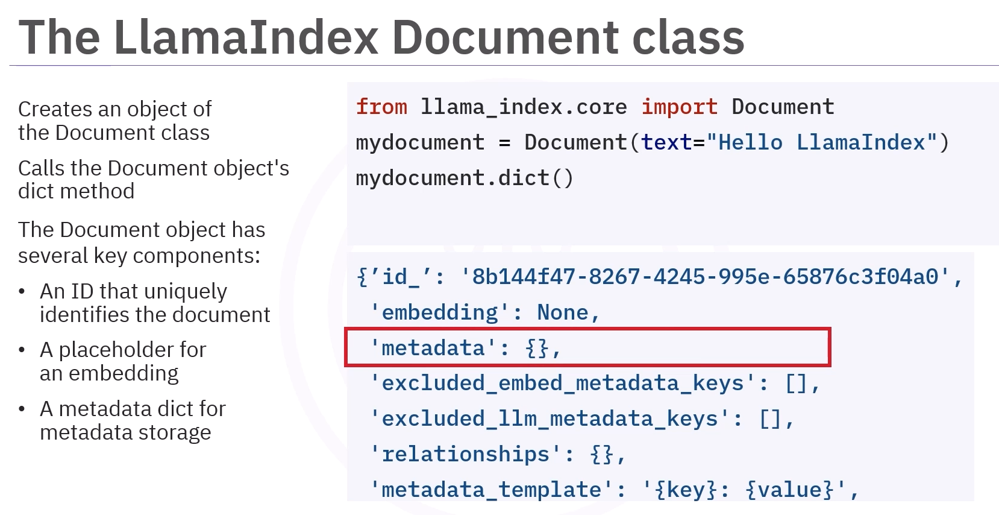 The LlamaIndex Document class
Creates an object of
the Document class
Calls the Document object's
dict method
The Document object has
several key components:
• An ID that uniquely
identifies the document
• A placeholder for
an embedding
• A metadata dict for
metadata storage
from llama_index.core import Document
mydocument = Document(text="Hello LlamaIndex")
mydocument.dict()
{’id_’: '8b144f47-8267-4245-995e-65876c3f04a0',
'embedding': None,
'metadata': {},
'excluded_embed_metadata_keys': [],
'excluded_llm_metadata_keys': [],
'relationships': {},
'metadata_template': '{key}: {value}',